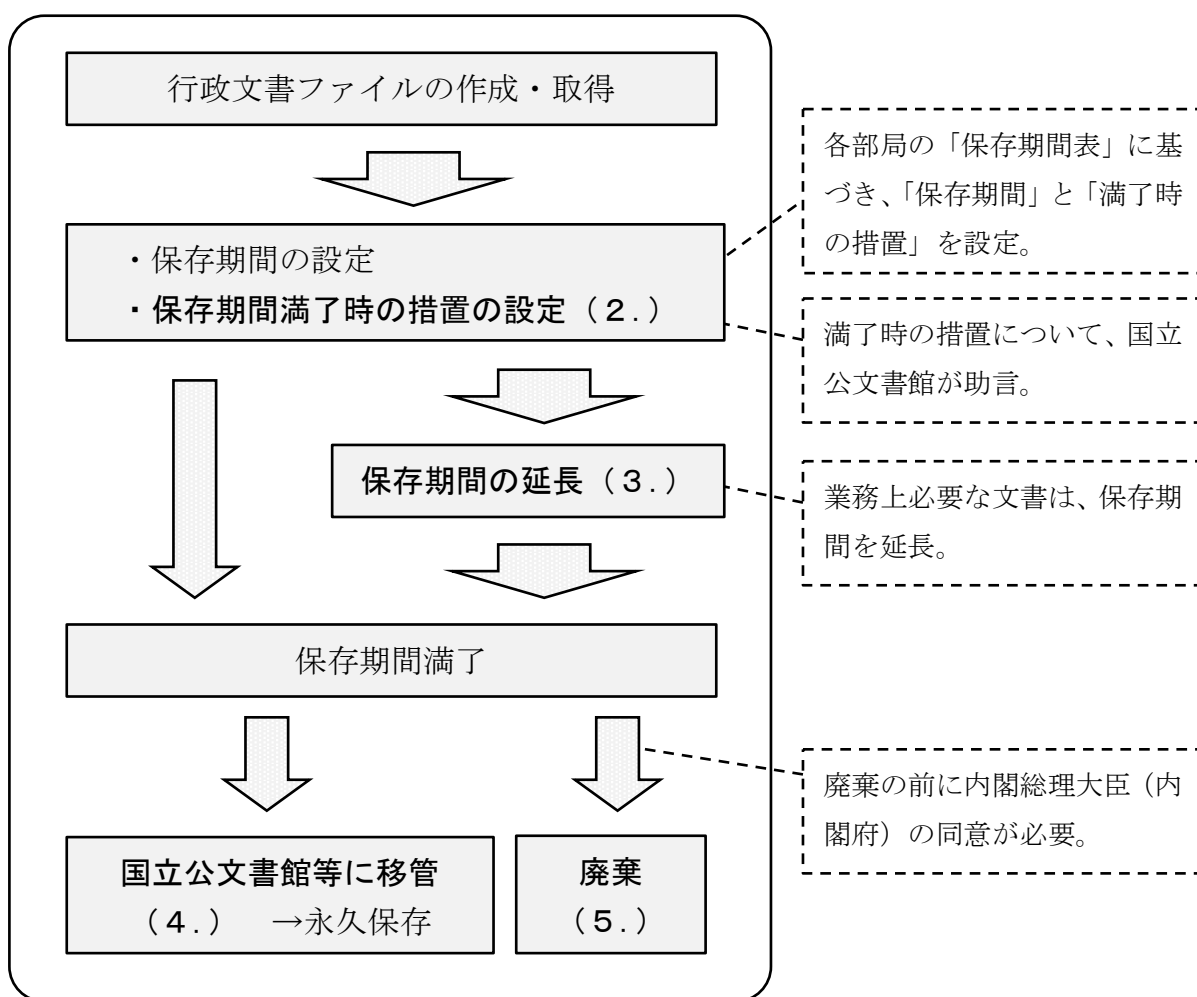 行政文書ファイルの作成・取得
各部局の「保存期間表」に基
づき、「保存期間」と「満了時
の措置」を設定。
・保存期間の設定
・保存期間満了時の措置の設定（２.）
満了時の措置について、国立
公文書館が助言。
保存期間の延長（３.）
業務上必要な文書は、保存期
間を延長。
保存期間満了
廃棄の前に内閣総理大臣（内
閣府）の同意が必要。
国立公文書館等に移管
（４.）　→永久保存
廃棄
（５.）